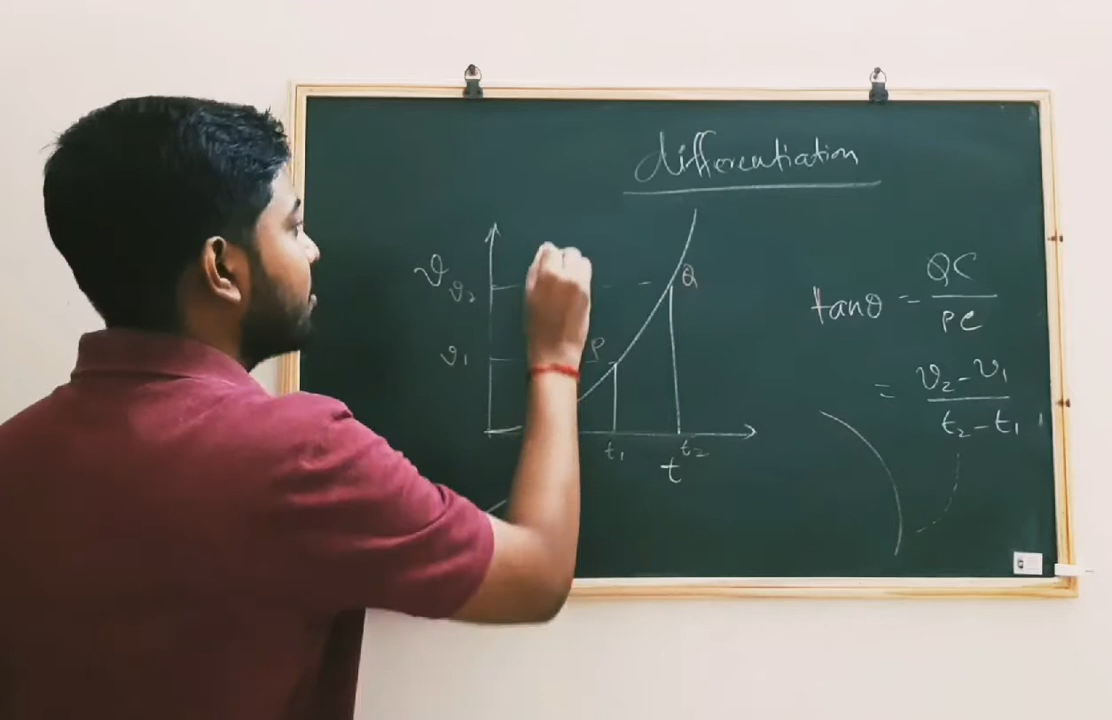 differentiation
v v₂
v₁
P
Q
t₁ t₂
t
tanθ = QC / PC
= v₂ - v₁ / t₂ - t₁